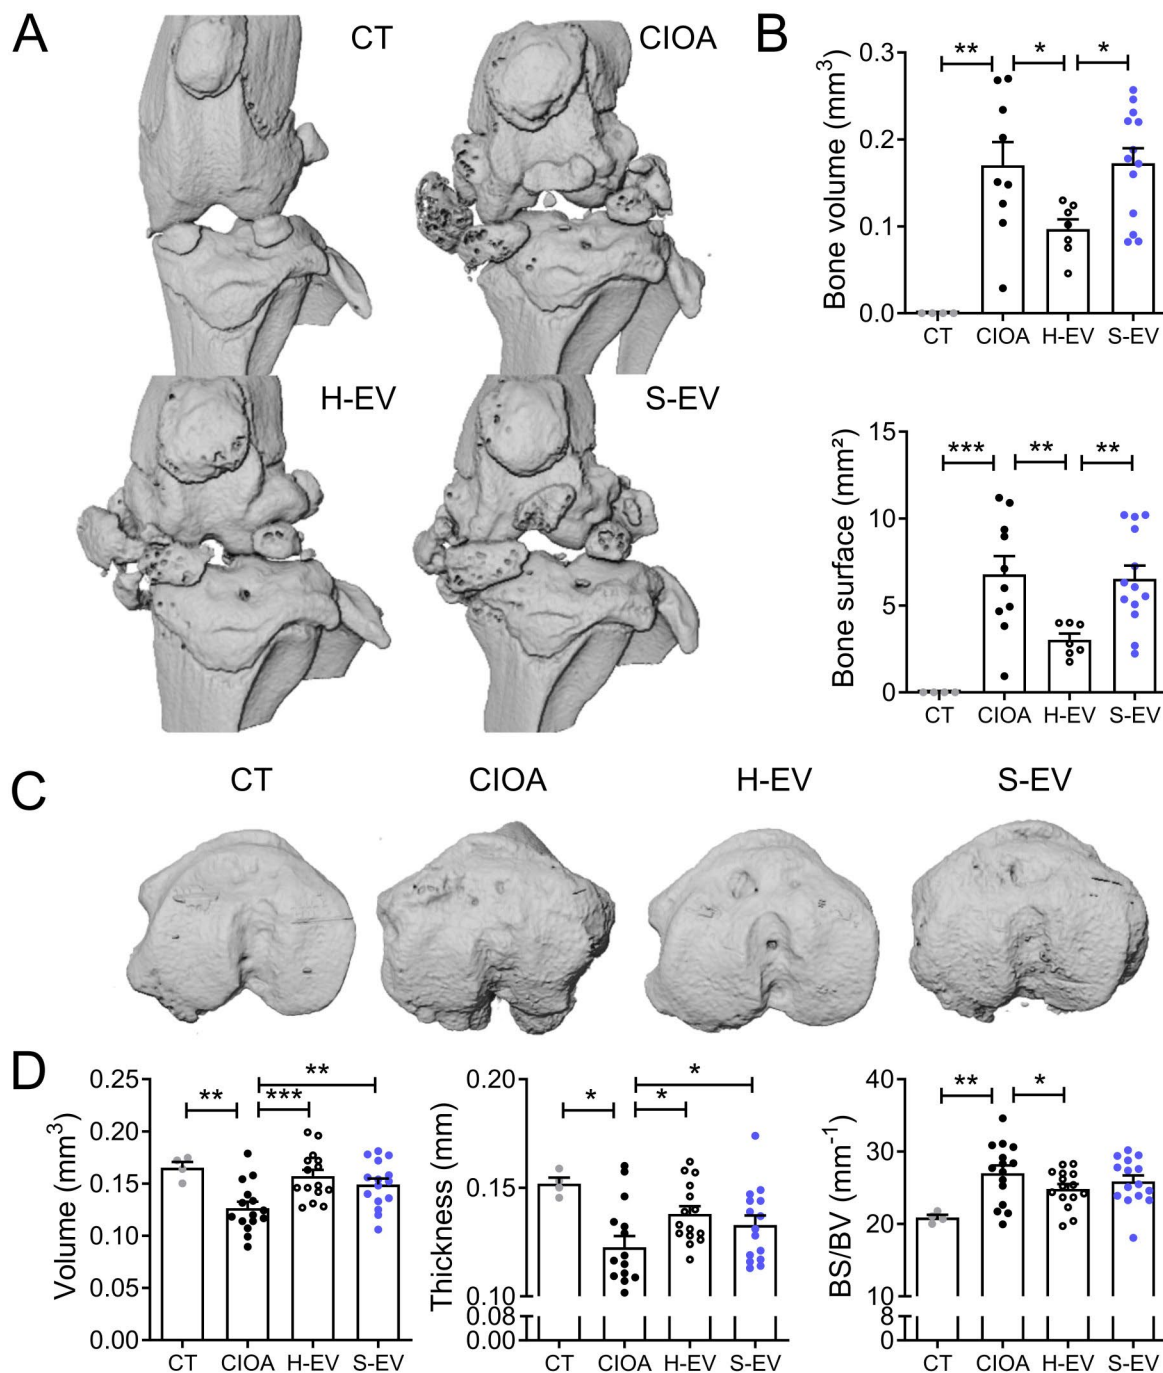 A
CT
CIOA
H-EV
S-EV
B
Bone volume (mm³)
0.3
0.2
0.1
0.0
** * *
CT CIOA H-EV S-EV
Bone surface (mm²)
15
10
5
0
*** ** **
CT CIOA H-EV S-EV
C
CT CIOA H-EV S-EV
D
Volume (mm³)
0.25
0.20
0.15
0.10
0.05
0.00
**
** ***
CT CIOA H-EV S-EV
Thickness (mm)
0.20
0.15
0.10
0.08
0.00
*
* *
CT CIOA H-EV S-EV
BS/BV (mm⁻¹)
40
30
20
10
8
0
** *
CT CIOA H-EV S-EV